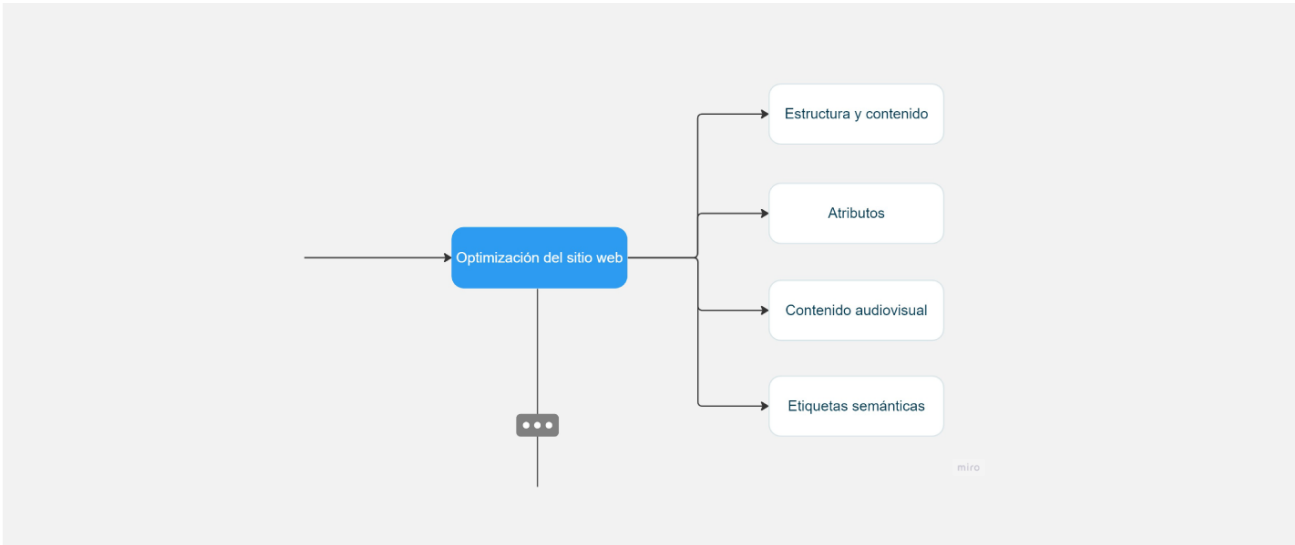 Estructura y contenido
Atributos
Optimización del sitio web
Contenido audiovisual
Etiquetas semánticas
miro